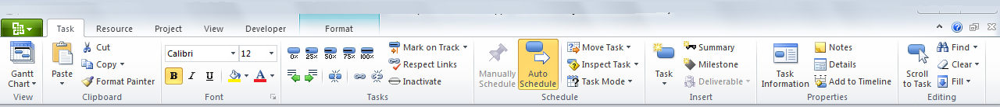 Task Resource Project View Developer Format
Gantt Chart
View
Paste
Cut
Copy
Format Painter
Clipboard
Calibri 12
B I U A
Font
0% 25% 50% 75% 100%
Mark on Track
Respect Links
Inactivate
Tasks
Manually Schedule
Auto Schedule
Move Task
Inspect Task
Task Mode
Schedule
Task
Summary
Milestone
Deliverable
Insert
Task Information
Notes
Details
Add to Timeline
Properties
Scroll to Task
Find
Clear
Fill
Editing